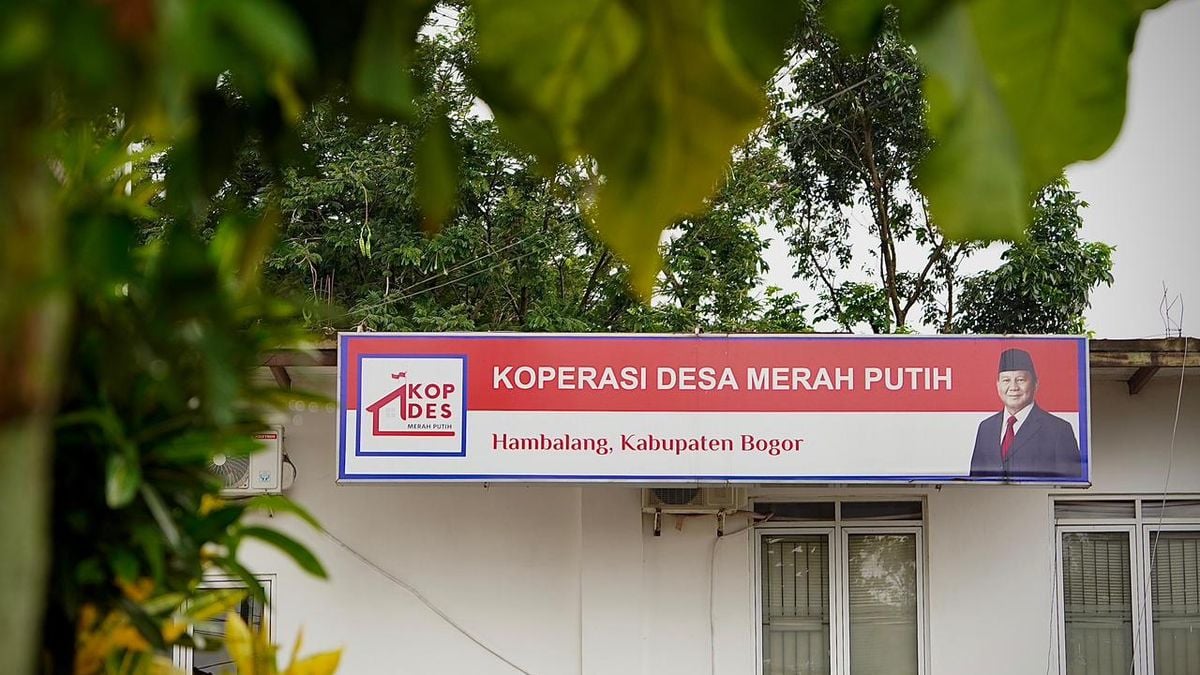 KOP
DES
MERAH PUTIH
KOPERASI DESA MERAH PUTIH
Hambalang, Kabupaten Bogor